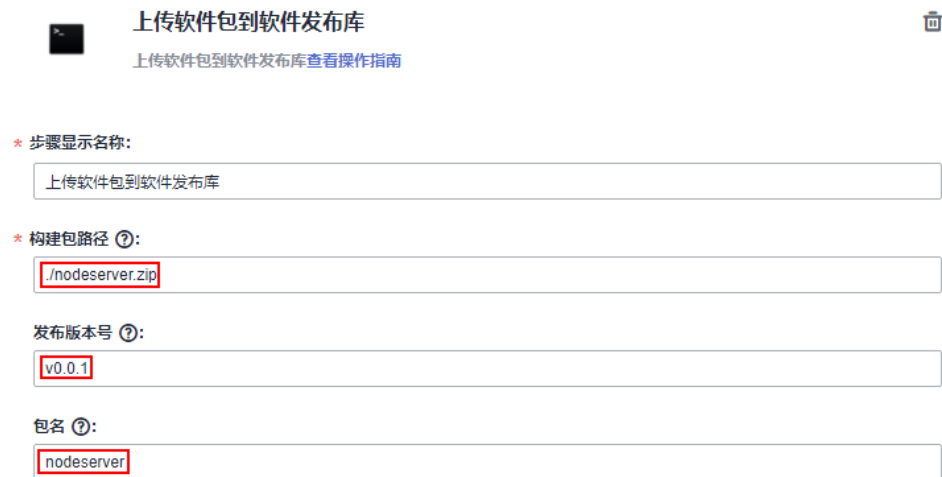 上传软件包到软件发布库
上传软件包到软件发布库查看操作指南
* 步骤显示名称:
上传软件包到软件发布库
* 构建包路径 ?:
./nodeserver.zip
发布版本号 ?:
v0.0.1
包名 ?:
nodeserver